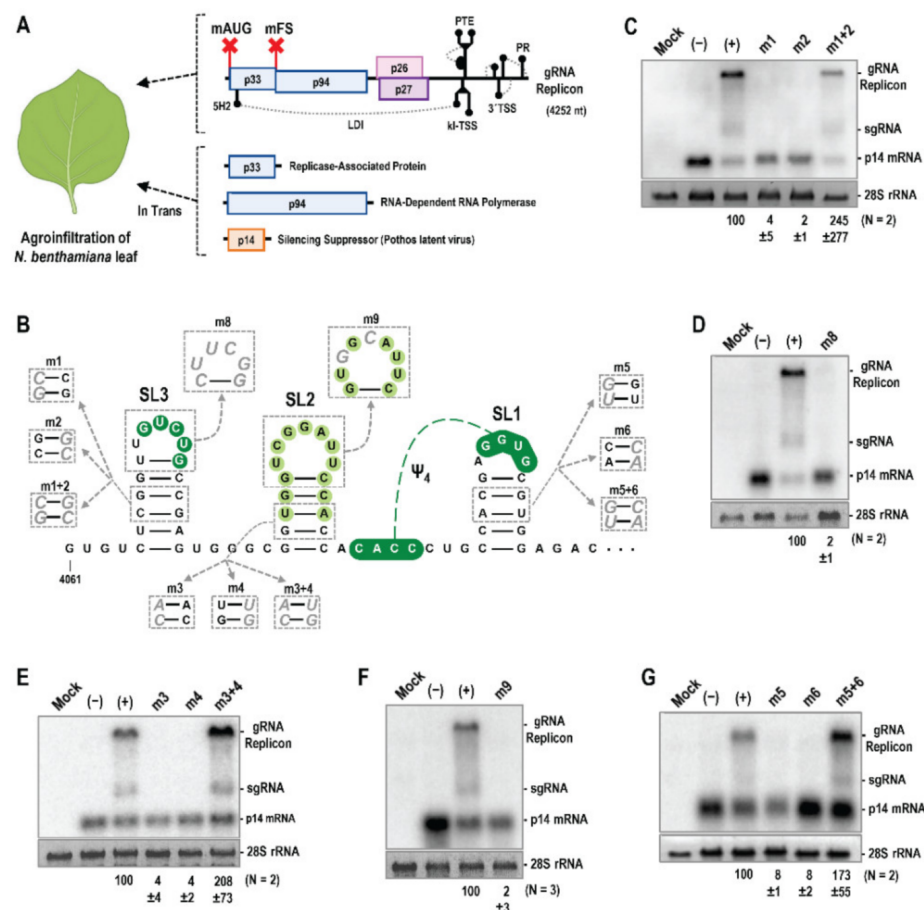 A
mAUG mFS
PTE
PR
p33 p94 p26 p27
gRNA
Replicon
(4252 nt)
5H2
LDI
kl-TSS
3´TSS
p33 Replicase-Associated Protein
In Trans
p94 RNA-Dependent RNA Polymerase
p14 Silencing Suppressor (Pothos latent virus)
Agroinfiltration of
N. benthamiana leaf
B
m1
C — C
G — G
m2
G — G
C — C
m1+2
C — G
G — C
SL3
m8
U U C G
C — G
SL2
m9
SL1
Ψ4
m5
G — G
U — U
m6
C C
A A
m5+6
G — C
U — A
G U G U C — G U G G G C G — C A C A C C C U G C — G A G A C ···
4061
m3
A — A
C C
m4
U — U
G G
m3+4
A — U
C — G
C
Mock (−) (+) m1 m2 m1+2
gRNA
Replicon
sgRNA
p14 mRNA
28S rRNA
100 4 2 245 (N = 2)
±5 ±1 ±277
D
Mock (−) (+) m8
gRNA
Replicon
sgRNA
p14 mRNA
28S rRNA
100 2 (N = 2)
±1
E
Mock (−) (+) m3 m4 m3+4
gRNA
Replicon
sgRNA
p14 mRNA
28S rRNA
100 4 4 208 (N = 2)
±4 ±2 ±73
F
Mock (−) (+) m9
gRNA
Replicon
sgRNA
p14 mRNA
28S rRNA
100 2 (N = 3)
±3
G
Mock (−) (+) m5 m6 m5+6
gRNA
Replicon
sgRNA
p14 mRNA
28S rRNA
100 8 8 173 (N = 2)
±1 ±2 ±55